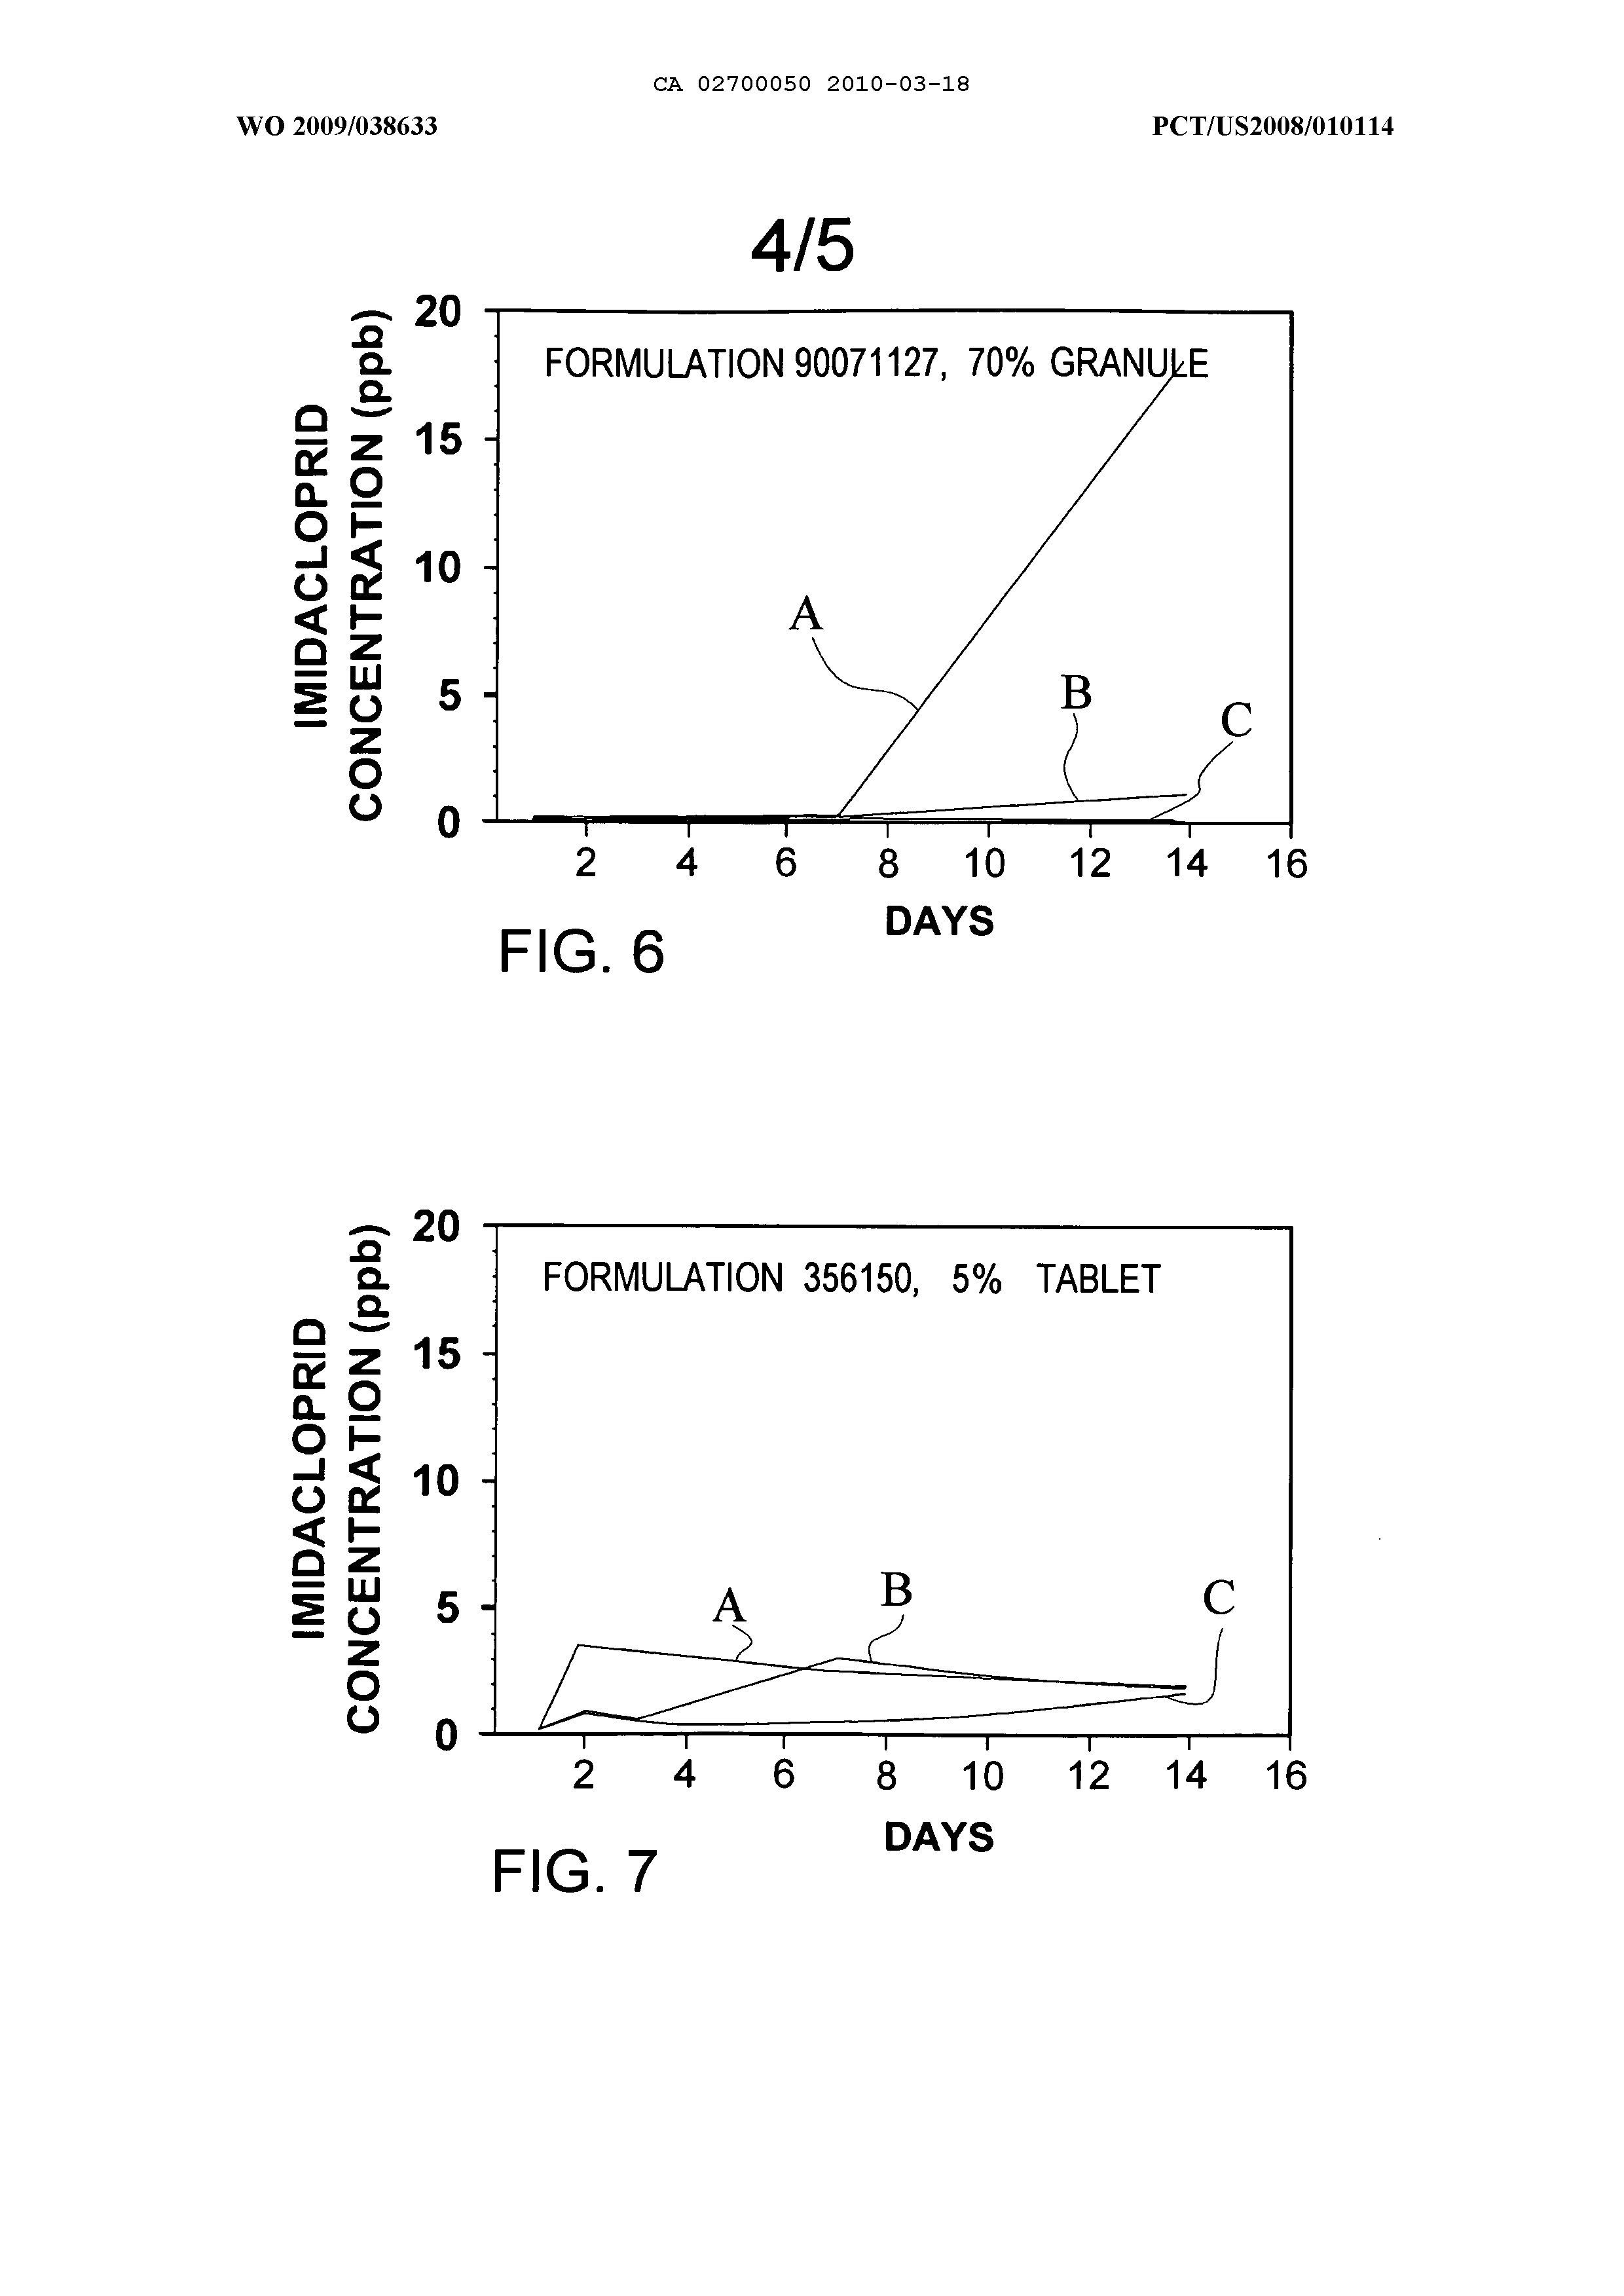 CA 02700050 2010-03-18
WO 2009/038633 PCT/US2008/010114
4/5
IMIDACLOPRID
CONCENTRATION (ppb)
20
15
10
5
0
FORMULATION 90071127, 70% GRANULE
A
B
C
2 4 6 8 10 12 14 16
DAYS
FIG. 6
IMIDACLOPRID
CONCENTRATION (ppb)
20
15
10
5
0
FORMULATION 356150, 5% TABLET
A
B
C
2 4 6 8 10 12 14 16
DAYS
FIG. 7